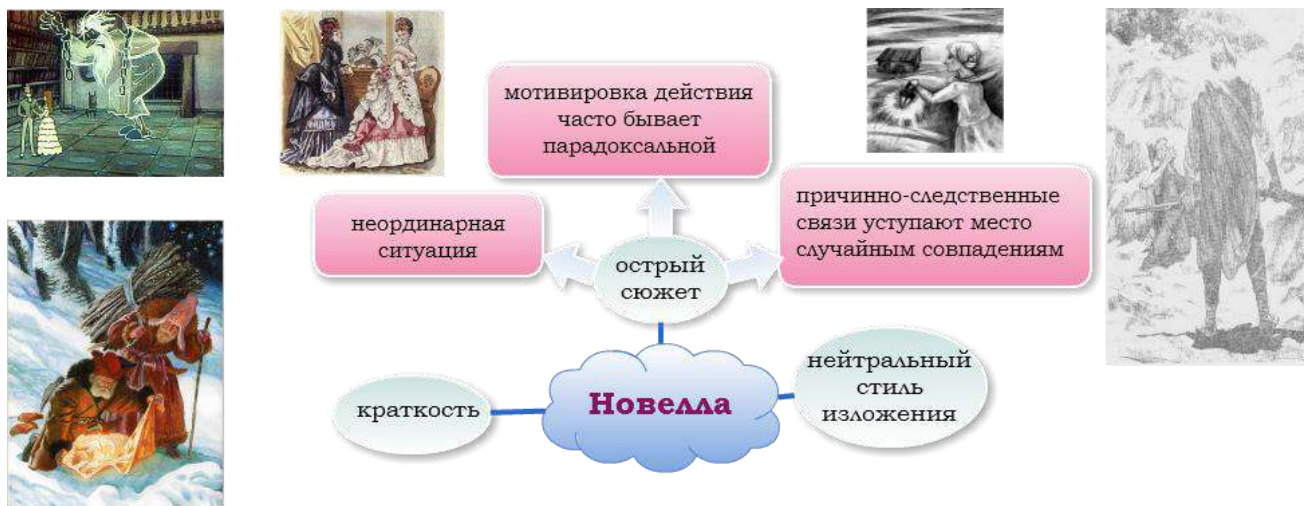 мотивировка действия
часто бывает
парадоксальной
неординарная
ситуация
причинно-следственные
связи уступают место
случайным совпадениям
острый
сюжет
краткость
Новелла
нейтральный
стиль
изложения